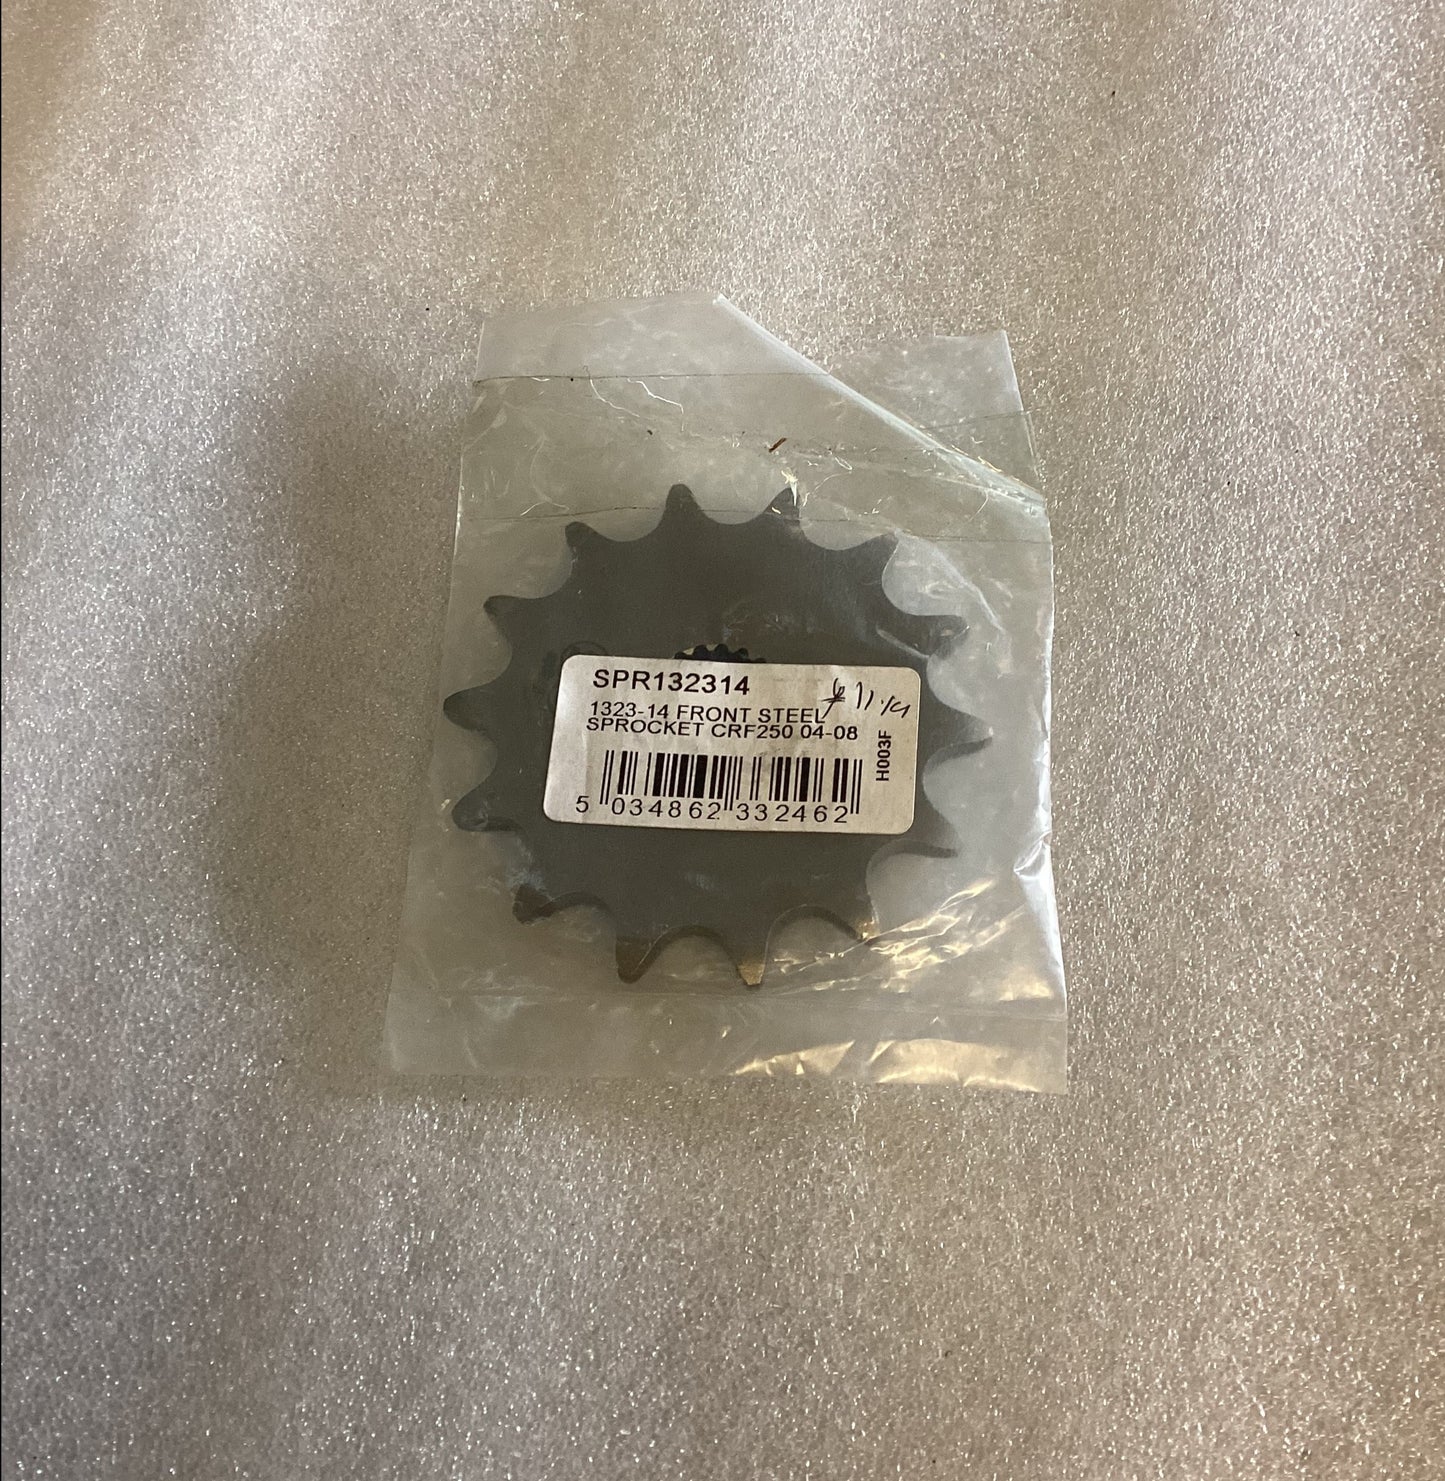 SPR132314
1323-14 FRONT STEEL
SPROCKET CRF250 04-08
H003F
5 034862 332462